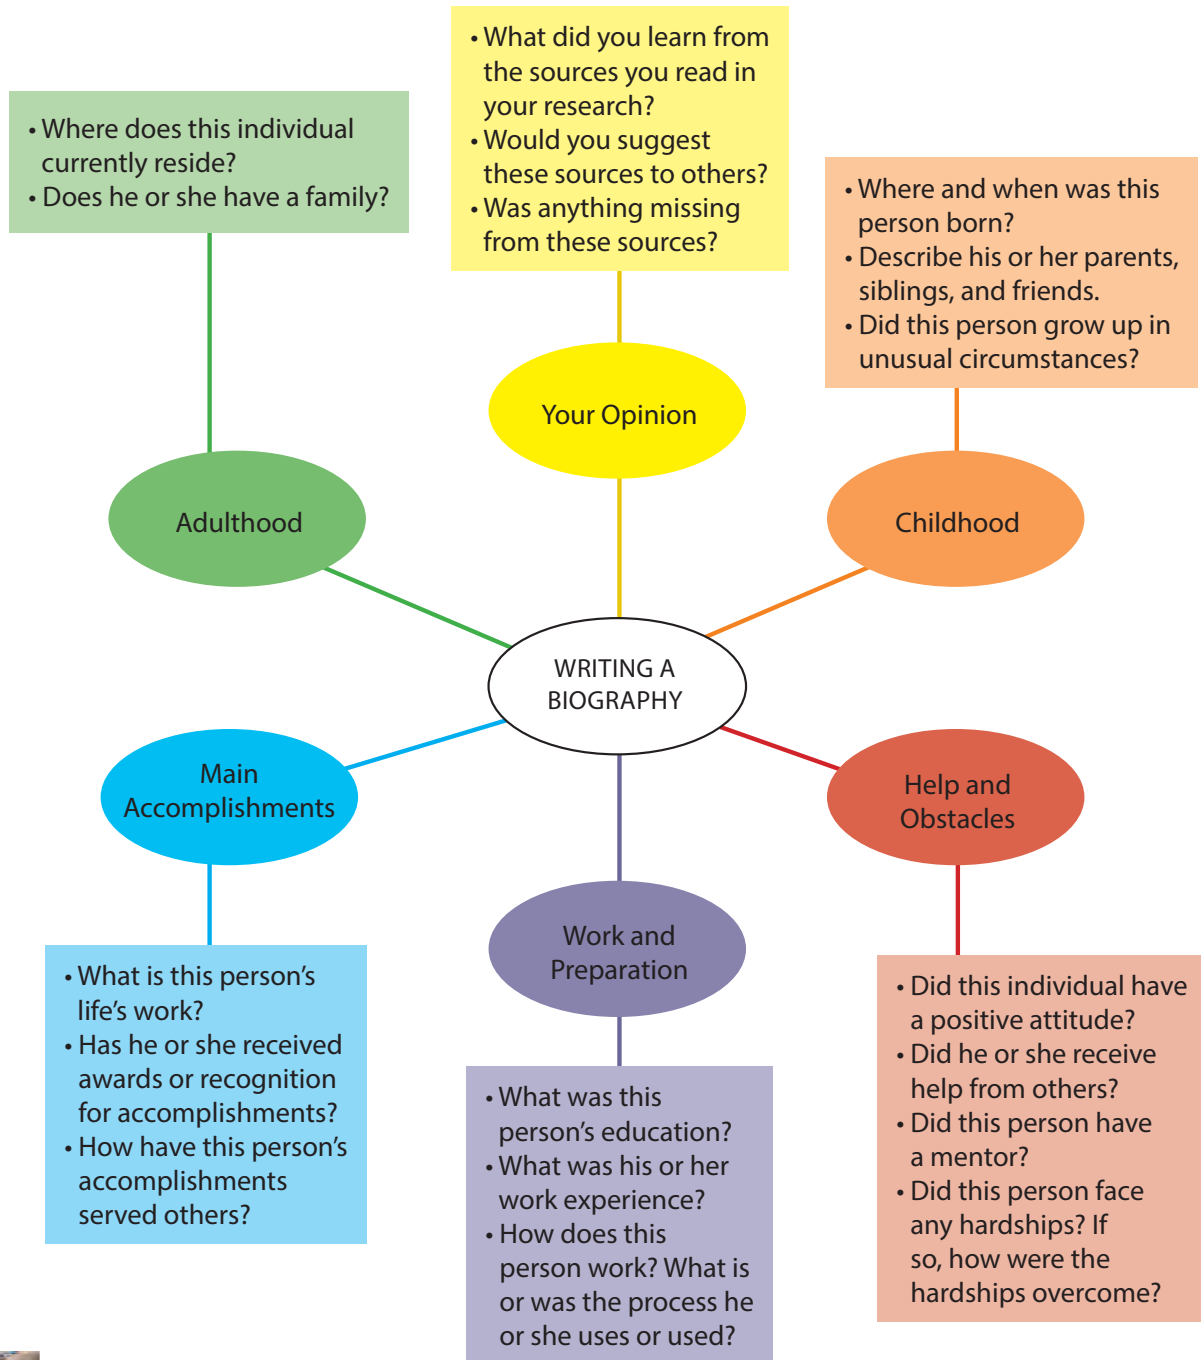 • What did you learn from
the sources you read in
your research?
• Would you suggest
these sources to others?
• Was anything missing
from these sources?
• Where does this individual
currently reside?
• Does he or she have a family?
• Where and when was this
person born?
• Describe his or her parents,
siblings, and friends.
• Did this person grow up in
unusual circumstances?
Your Opinion
Adulthood
Childhood
WRITING A
BIOGRAPHY
Main
Accomplishments
Help and
Obstacles
Work and
Preparation
• What is this person’s
life’s work?
• Has he or she received
awards or recognition
for accomplishments?
• How have this person’s
accomplishments
served others?
• What was this
person’s education?
• What was his or her
work experience?
• How does this
person work? What is
or was the process he
or she uses or used?
• Did this individual have
a positive attitude?
• Did he or she receive
help from others?
• Did this person have
a mentor?
• Did this person face
any hardships? If
so, how were the
hardships overcome?